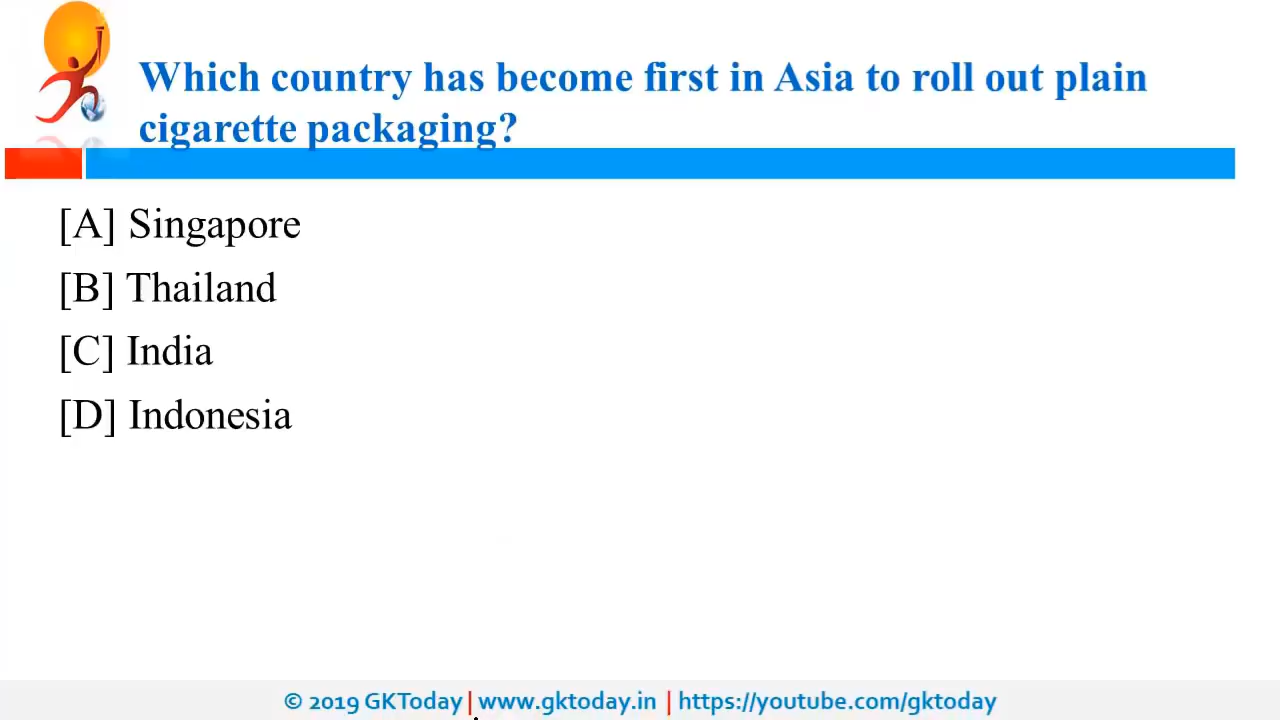 Which country has become first in Asia to roll out plain
cigarette packaging?
[A] Singapore
[B] Thailand
[C] India
[D] Indonesia
© 2019 GKToday | www.gktoday.in | https://youtube.com/gktoday